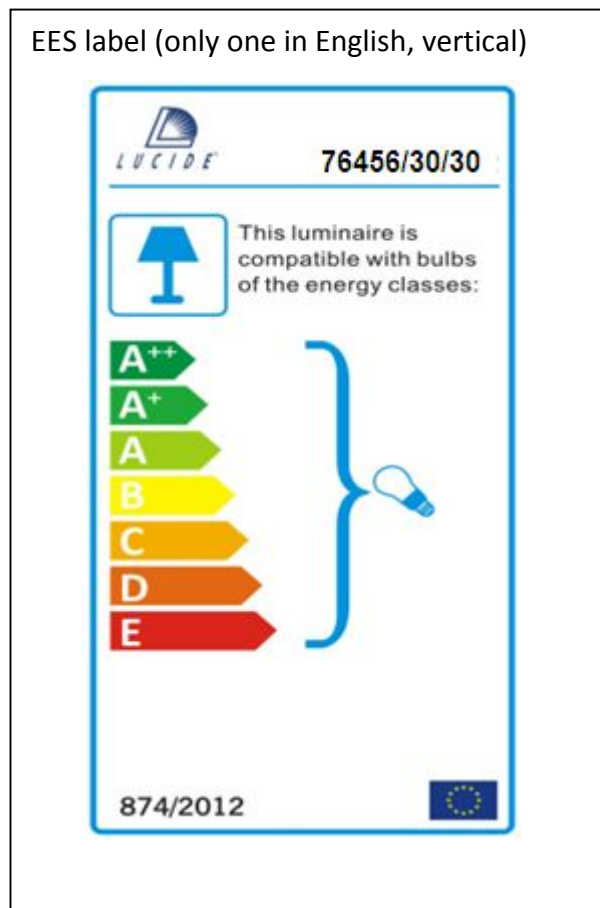 EES label (only one in English, vertical)
LUCIDE
76456/30/30
This luminaire is
compatible with bulbs
of the energy classes:
A++
A+
A
B
C
D
E
874/2012